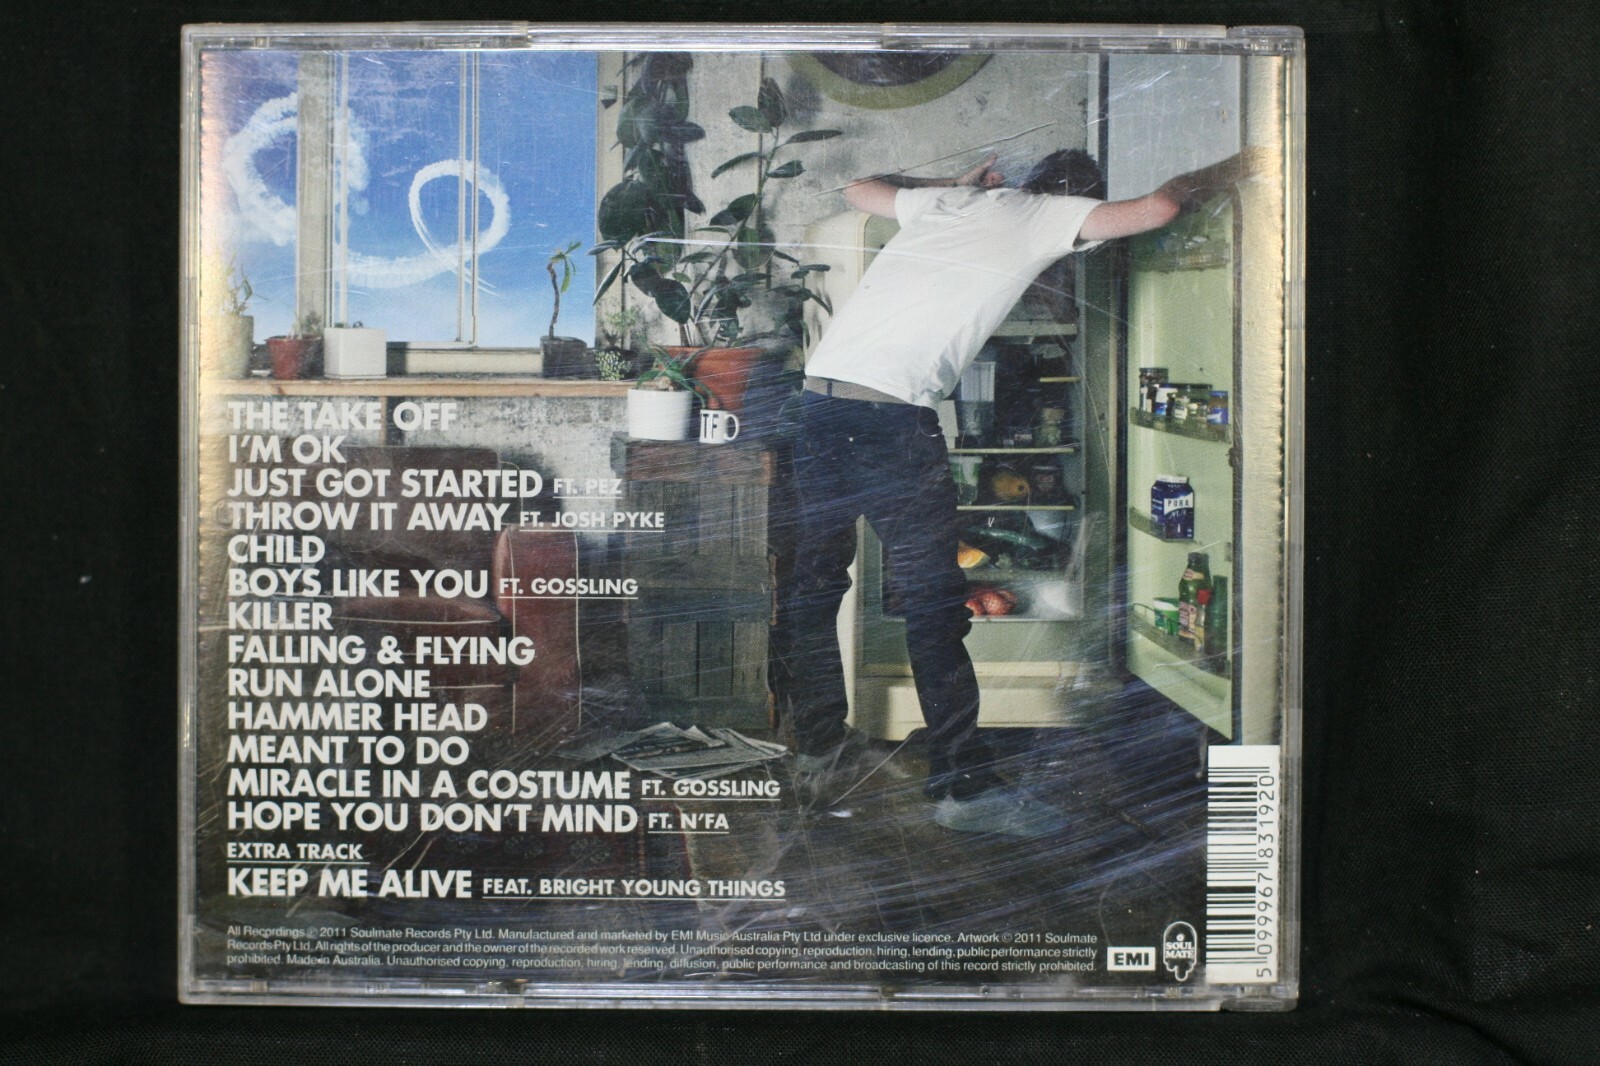 THE TAKE OFF
I'M OK
JUST GOT STARTED FT. PEZ
THROW IT AWAY FT. JOSH PYKE
CHILD
BOYS LIKE YOU FT. GOSSLING
KILLER
FALLING & FLYING
RUN ALONE
HAMMER HEAD
MEANT TO DO
MIRACLE IN A COSTUME FT. GOSSLING
HOPE YOU DON'T MIND FT. N'FA
EXTRA TRACK
KEEP ME ALIVE FEAT. BRIGHT YOUNG THINGS
All Recordings ℗ 2011 Soulmate Records Pty Ltd. Manufactured and marketed by EMI Music Australia Pty Ltd under exclusive licence. Artwork © 2011 Soulmate
Records Pty Ltd. All rights of the producer and the owner of the recorded work reserved. Unauthorised copying, reproduction, hiring, lending, public performance strictly
prohibited. Made in Australia. Unauthorised copying, reproduction, hiring, lending, diffusion, public performance and broadcasting of this record strictly prohibited.
EMI
SOUL
MATE
5 099967 831920
TFO
PURA